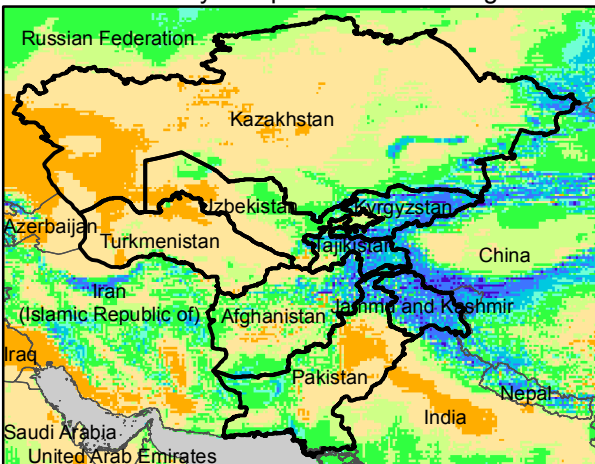 Russian Federation
Kazakhstan
Uzbekistan
Kyrgyzstan
Azerbaijan
Turkmenistan
Tajikistan
China
Iran
(Islamic Republic of)
Afghanistan
Jammu and Kashmir
Iraq
Pakistan
Nepal
India
Saudi Arabia
United Arab Emirates